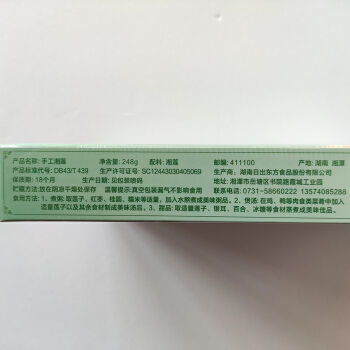 产品名称：手工湘莲 净含量：248g 配料：湘莲 邮编：411100 产地：湖南 湘潭
产品标准代号：DB43/T 439 生产许可证号：SC12443030405069 生产商：湖南日出东方食品股份有限公司
保质期：18个月 生产日期：见包装喷码 地址：湘潭市岳塘区书院路霞城工业园
贮藏方法：放在阴凉干燥处保存 温馨提示：真空包装漏气不影响食用 电话：0731-58660222 13574085288
食用方法：1、煮粥：取莲子、红枣、桂圆、糯米等适量，加入水熬煮成美味粥品。2、煲汤：在鸡、鸭等肉食类菜肴中加入
适量莲子以及其余食材制成美味汤品。3、甜品：取适量莲子、银耳、百合、冰糖等食材蒸煮成美味佳品。